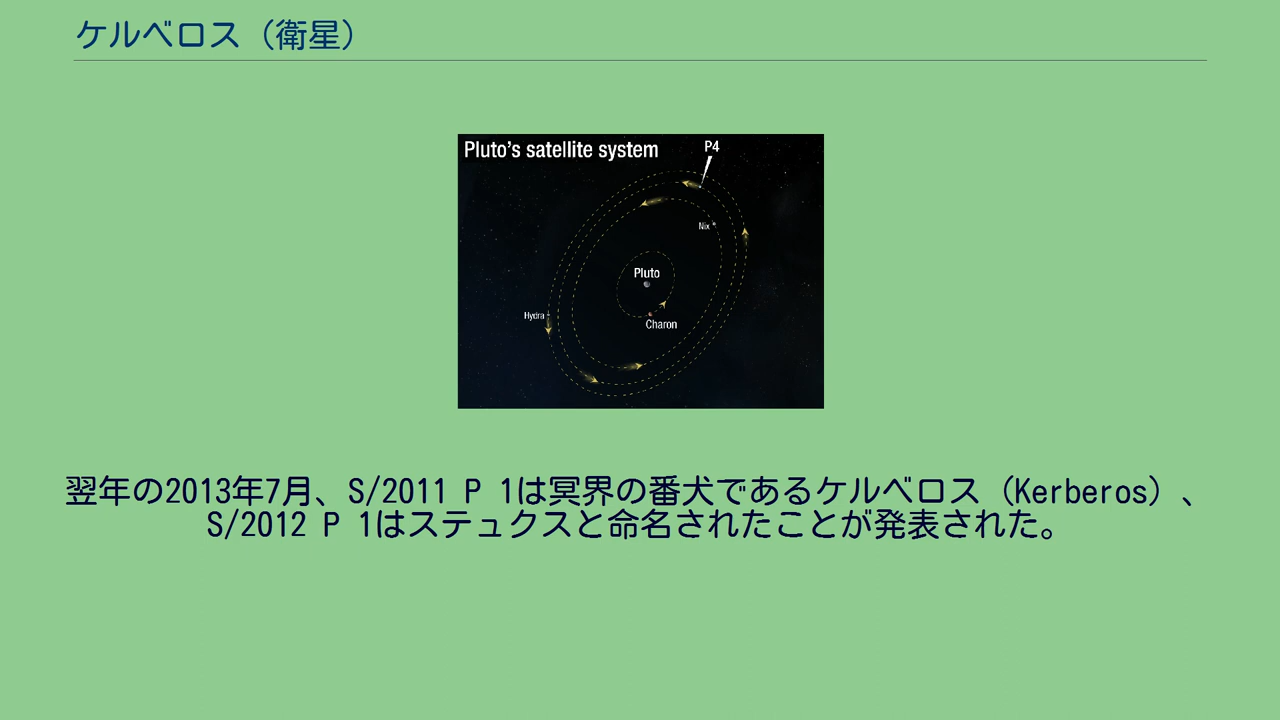 ケルベロス（衛星）
Pluto's satellite system
P4
Nix
Pluto
Hydra
Charon
翌年の2013年7月、S/2011 P 1は冥界の番犬であるケルベロス（Kerberos）、
S/2012 P 1はステュクスと命名されたことが発表された。